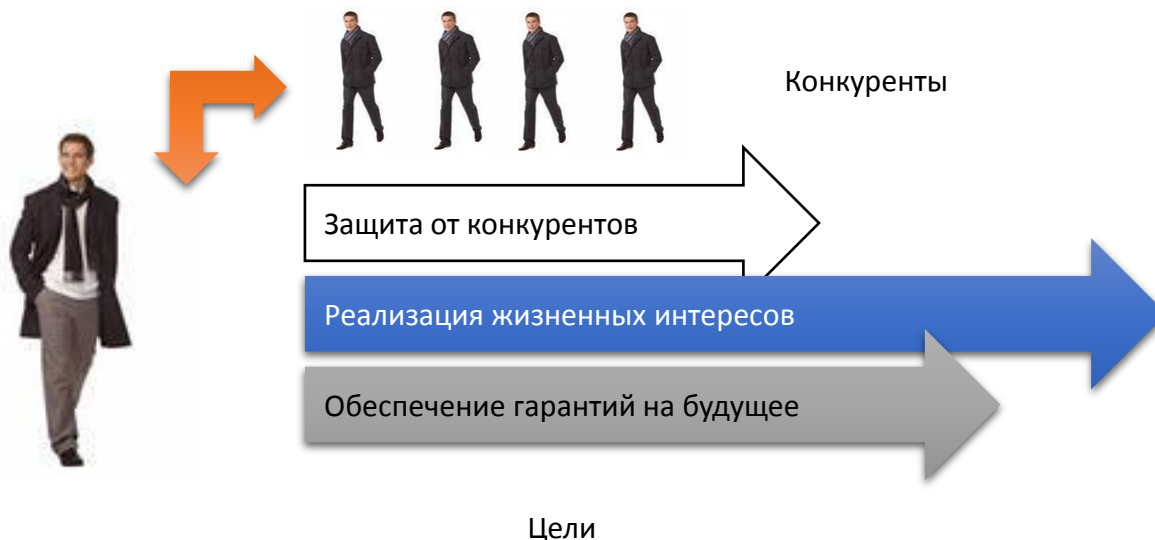 Конкуренты
Защита от конкурентов
Реализация жизненных интересов
Обеспечение гарантий на будущее
Цели